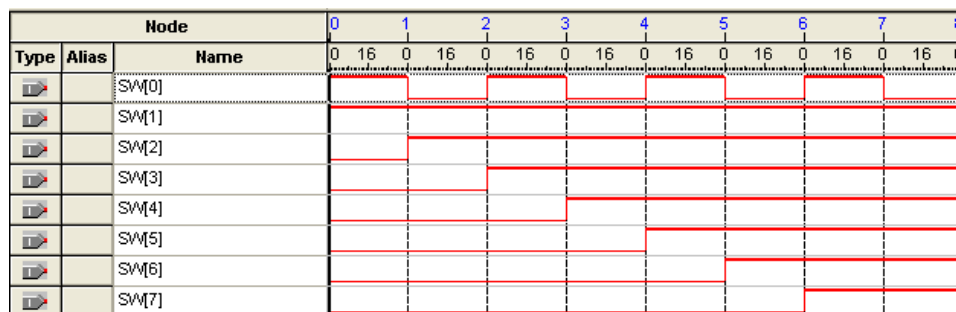 Node 0 1 2 3 4 5 6 7
Type Alias Name 0 16 0 16 0 16 0 16 0 16 0 16 0 16 0 16
SW[0]
SW[1]
SW[2]
SW[3]
SW[4]
SW[5]
SW[6]
SW[7]